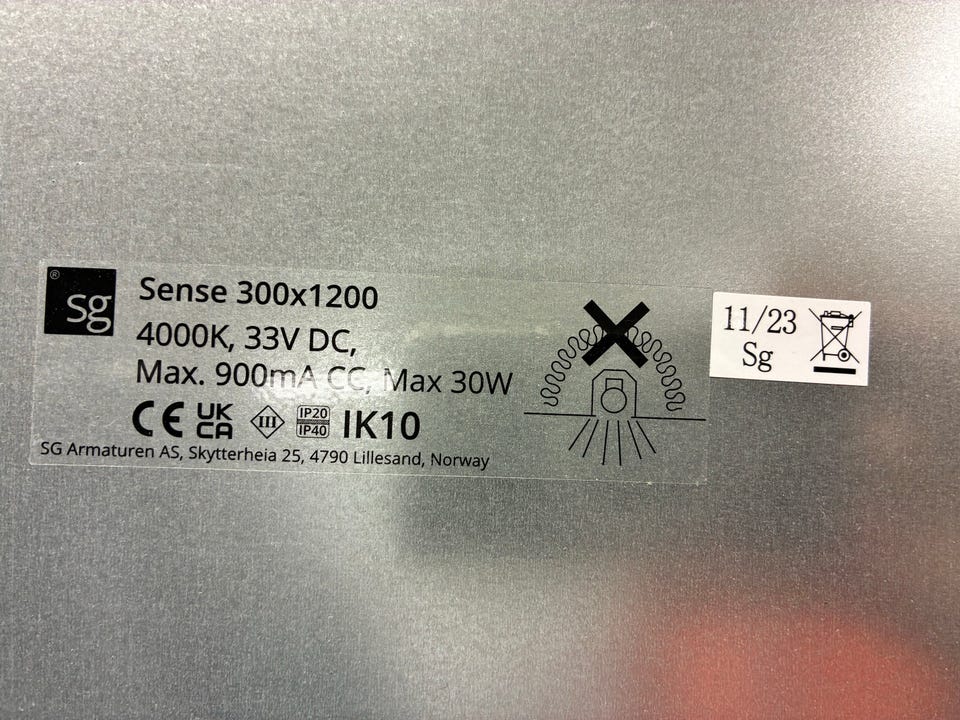 ® sg
Sense 300x1200
4000K, 33V DC,
Max. 900mA CC, Max 30W
CE UK CA III IP20 IP40 IK10
SG Armaturen AS, Skytterheia 25, 4790 Lillesand, Norway
11/23
Sg